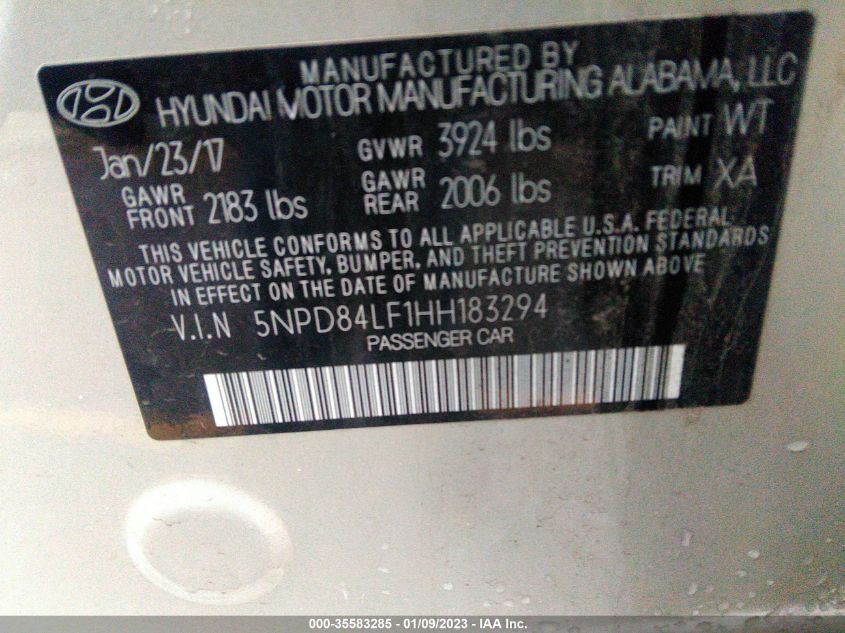 MANUFACTURED BY
HYUNDAI MOTOR MANUFACTURING ALABAMA, LLC
Jan/23/17 GVWR 3924 lbs PAINT WT
GAWR FRONT 2183 lbs GAWR REAR 2006 lbs TRIM XA
THIS VEHICLE CONFORMS TO ALL APPLICABLE U.S.A. FEDERAL
MOTOR VEHICLE SAFETY, BUMPER, AND THEFT PREVENTION STANDARDS
IN EFFECT ON THE DATE OF MANUFACTURE SHOWN ABOVE
V.I.N 5NPD84LF1HH183294
PASSENGER CAR
000-35583285 - 01/09/2023 - IAA Inc.